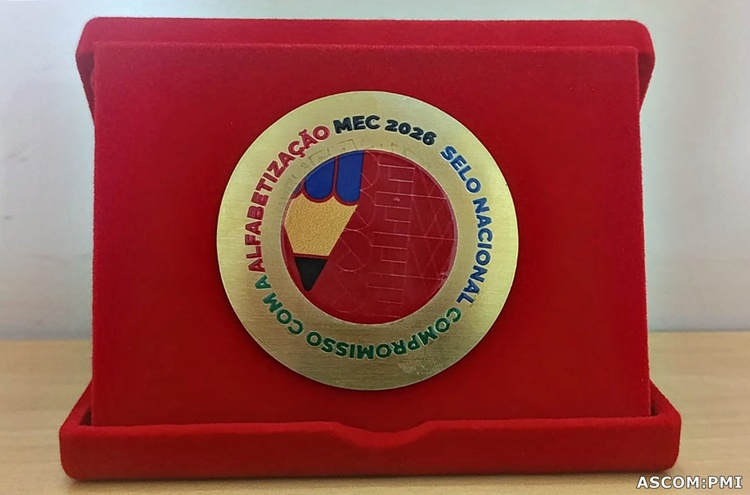 MEC 2026
SELO NACIONAL
COMPROMISSO COM A
ALFABETIZAÇÃO
ASCOM:PMI